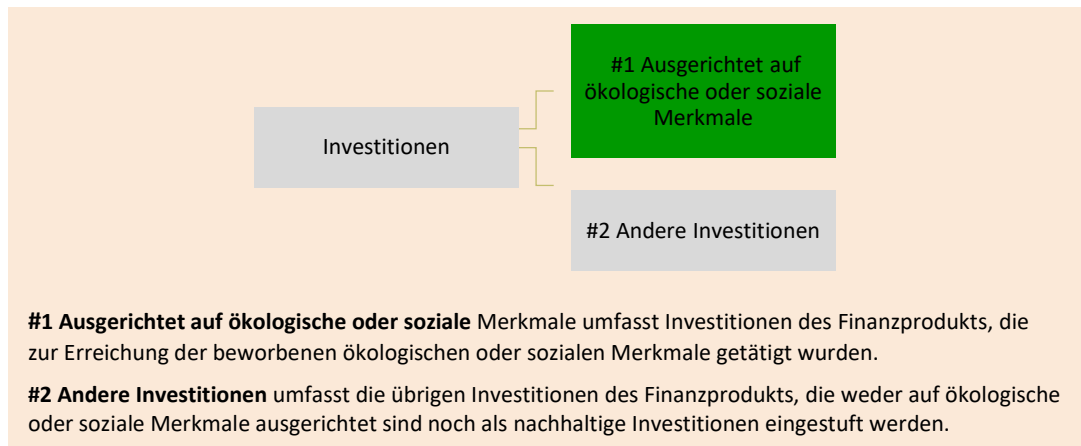 #1 Ausgerichtet auf
ökologische oder soziale
Merkmale
Investitionen
#2 Andere Investitionen
#1 Ausgerichtet auf ökologische oder soziale Merkmale umfasst Investitionen des Finanzprodukts, die
zur Erreichung der beworbenen ökologischen oder sozialen Merkmale getätigt wurden.
#2 Andere Investitionen umfasst die übrigen Investitionen des Finanzprodukts, die weder auf ökologische
oder soziale Merkmale ausgerichtet sind noch als nachhaltige Investitionen eingestuft werden.